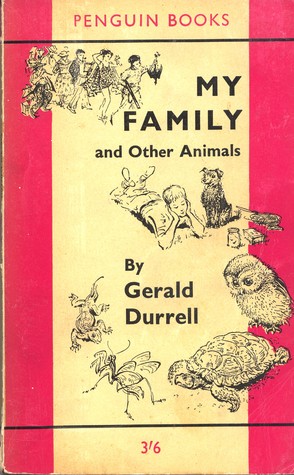 PENGUIN BOOKS
MY
FAMILY
and Other Animals
By
Gerald
Durrell
3'6